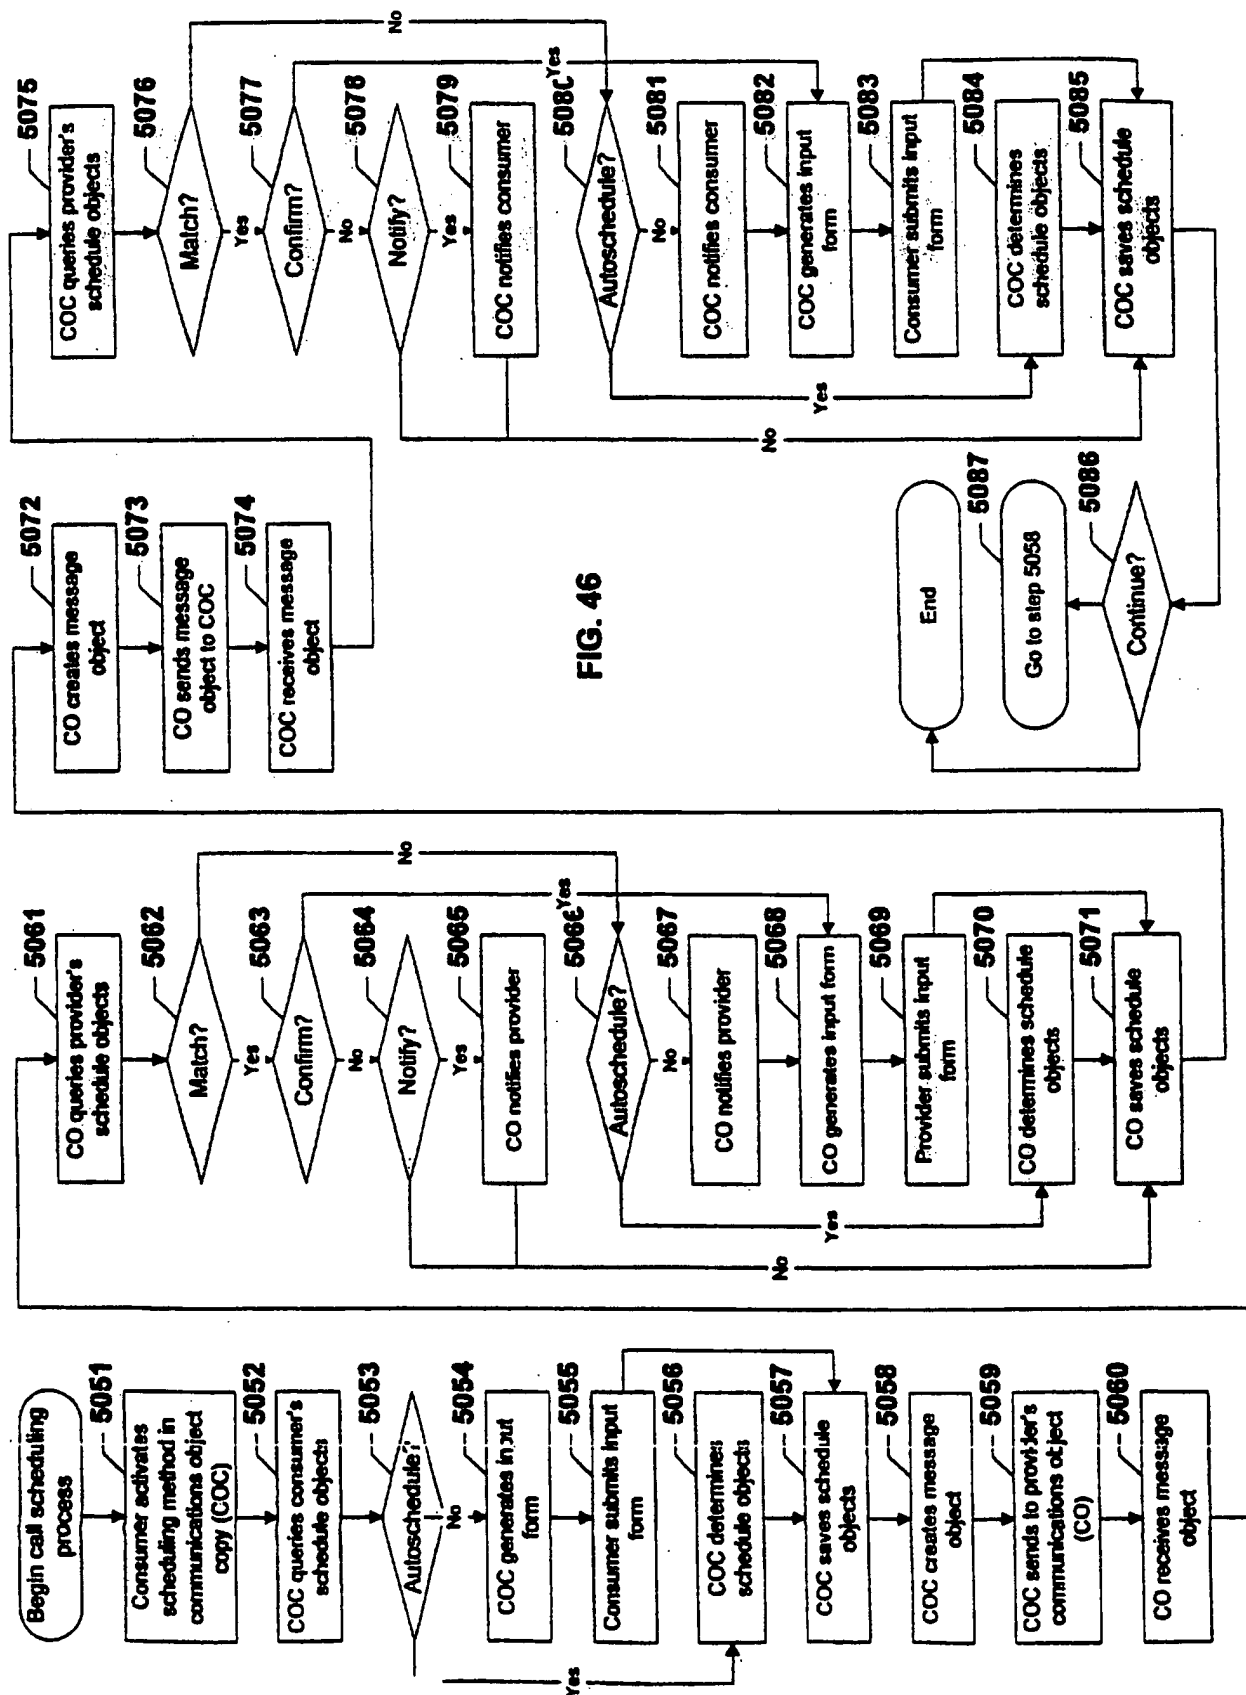 Begin call scheduling
process
5051
Consumer activates
scheduling method in
communications object
copy (COC)
5052
COC queries consumer's
schedule objects
5053
Autoschedule?
No
Yes
5054
COC generates input
form
5055
Consumer submits input
form
5056
COC determines
schedule objects
5057
COC saves schedule
objects
5058
COC creates message
object
5059
COC sends to provider's
communications object
(CO)
5060
CO receives message
object
5061
CO queries provider's
schedule objects
5062
Match?
Yes
No
5063
Confirm?
No
Yes
5064
Notify?
Yes
No
5065
CO notifies provider
5066
Autoschedule?
No
Yes
5067
CO notifies provider
5068
CO generates input form
5069
Provider submits input
form
5070
CO determines schedule
objects
5071
CO saves schedule
objects
5072
CO creates message
object
5073
CO sends message
object to COC
5074
COC receives message
object
FIG. 46
5075
COC queries provider's
schedule objects
5076
Match?
Yes
No
5077
Confirm?
No
Yes
5078
Notify?
Yes
No
5079
COC notifies consumer
5080
Autoschedule?
No
Yes
5081
COC notifies consumer
5082
COC generates input
form
5083
Consumer submits input
form
5084
COC determines
schedule objects
5085
COC saves schedule
objects
5086
Continue?
5087
Go to step 5058
End